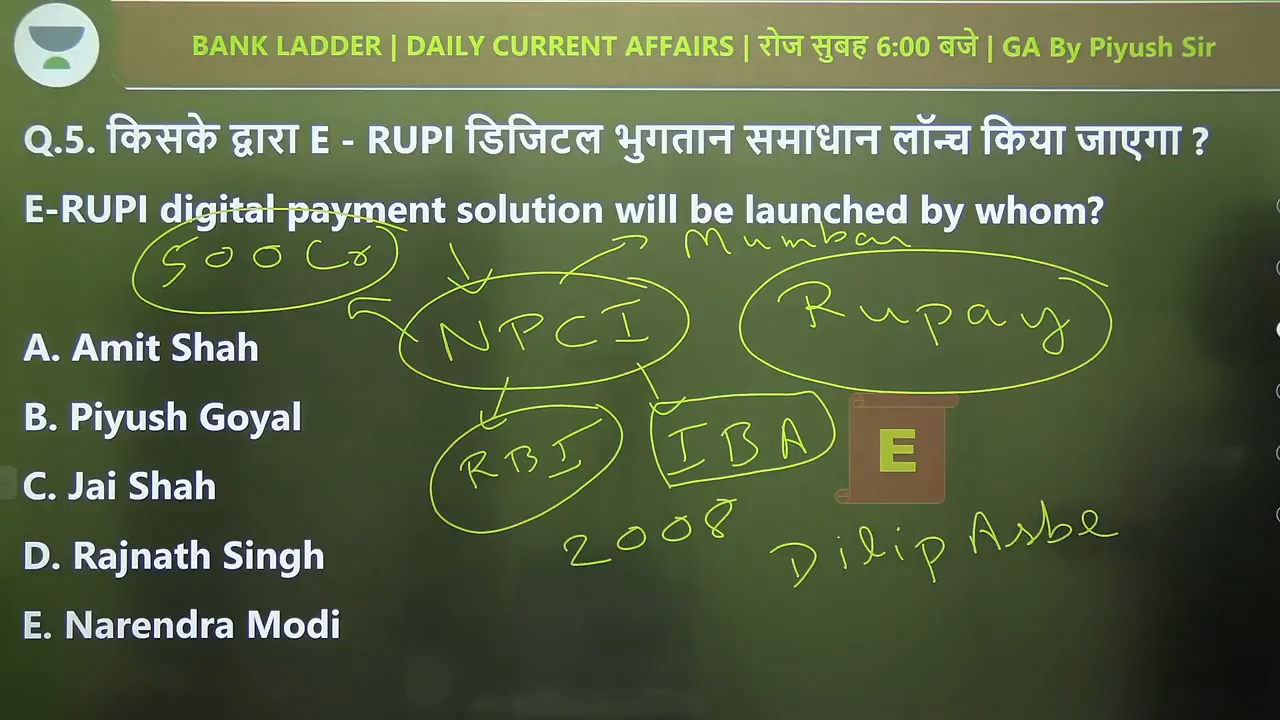 BANK LADDER | DAILY CURRENT AFFAIRS | रोज सुबह 6:00 बजे | GA By Piyush Sir
Q.5. किसके द्वारा E - RUPI डिजिटल भुगतान समाधान लॉन्च किया जाएगा ?
E-RUPI digital payment solution will be launched by whom?
500 Cr
Mumbai
NPCI
Rupay
A. Amit Shah
B. Piyush Goyal
RBI
IBA
E
C. Jai Shah
2008
Dilip Asbe
D. Rajnath Singh
E. Narendra Modi